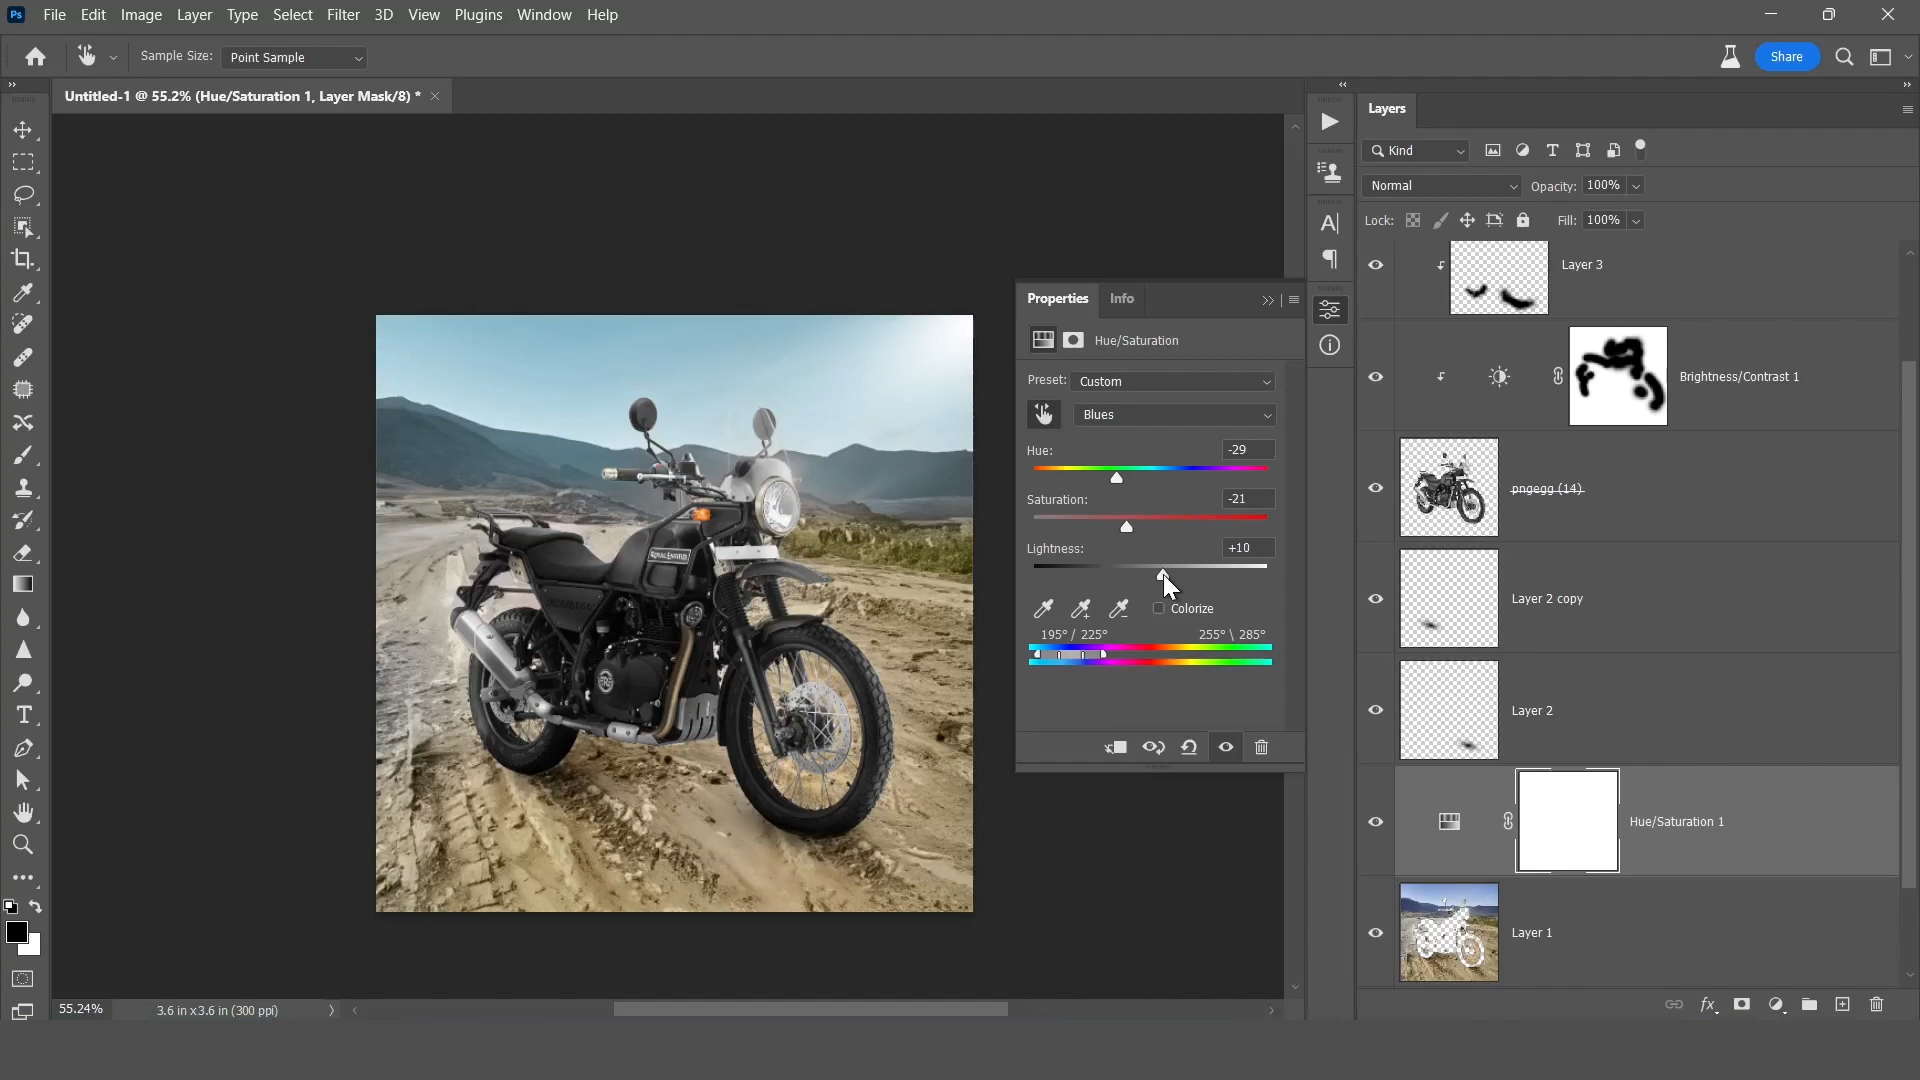 Ps File Edit Image Layer Type Select Filter 3D View Plugins Window Help
Sample Size: Point Sample Share
Untitled-1 @ 55.2% (Hue/Saturation 1, Layer Mask/8) *
Layers
Kind
Normal Opacity: 100%
Lock: Fill: 100%
Layer 3
Brightness/Contrast 1
pngegg (14)
Layer 2 copy
Layer 2
Hue/Saturation 1
Layer 1
Properties Info
Hue/Saturation
Preset: Custom
Blues
Hue: -29
Saturation: -21
Lightness: +10
Colorize
195°/ 225° 255° \ 285°
ROYAL ENFIELD
55.24% 3.6 in x 3.6 in (300 ppi)